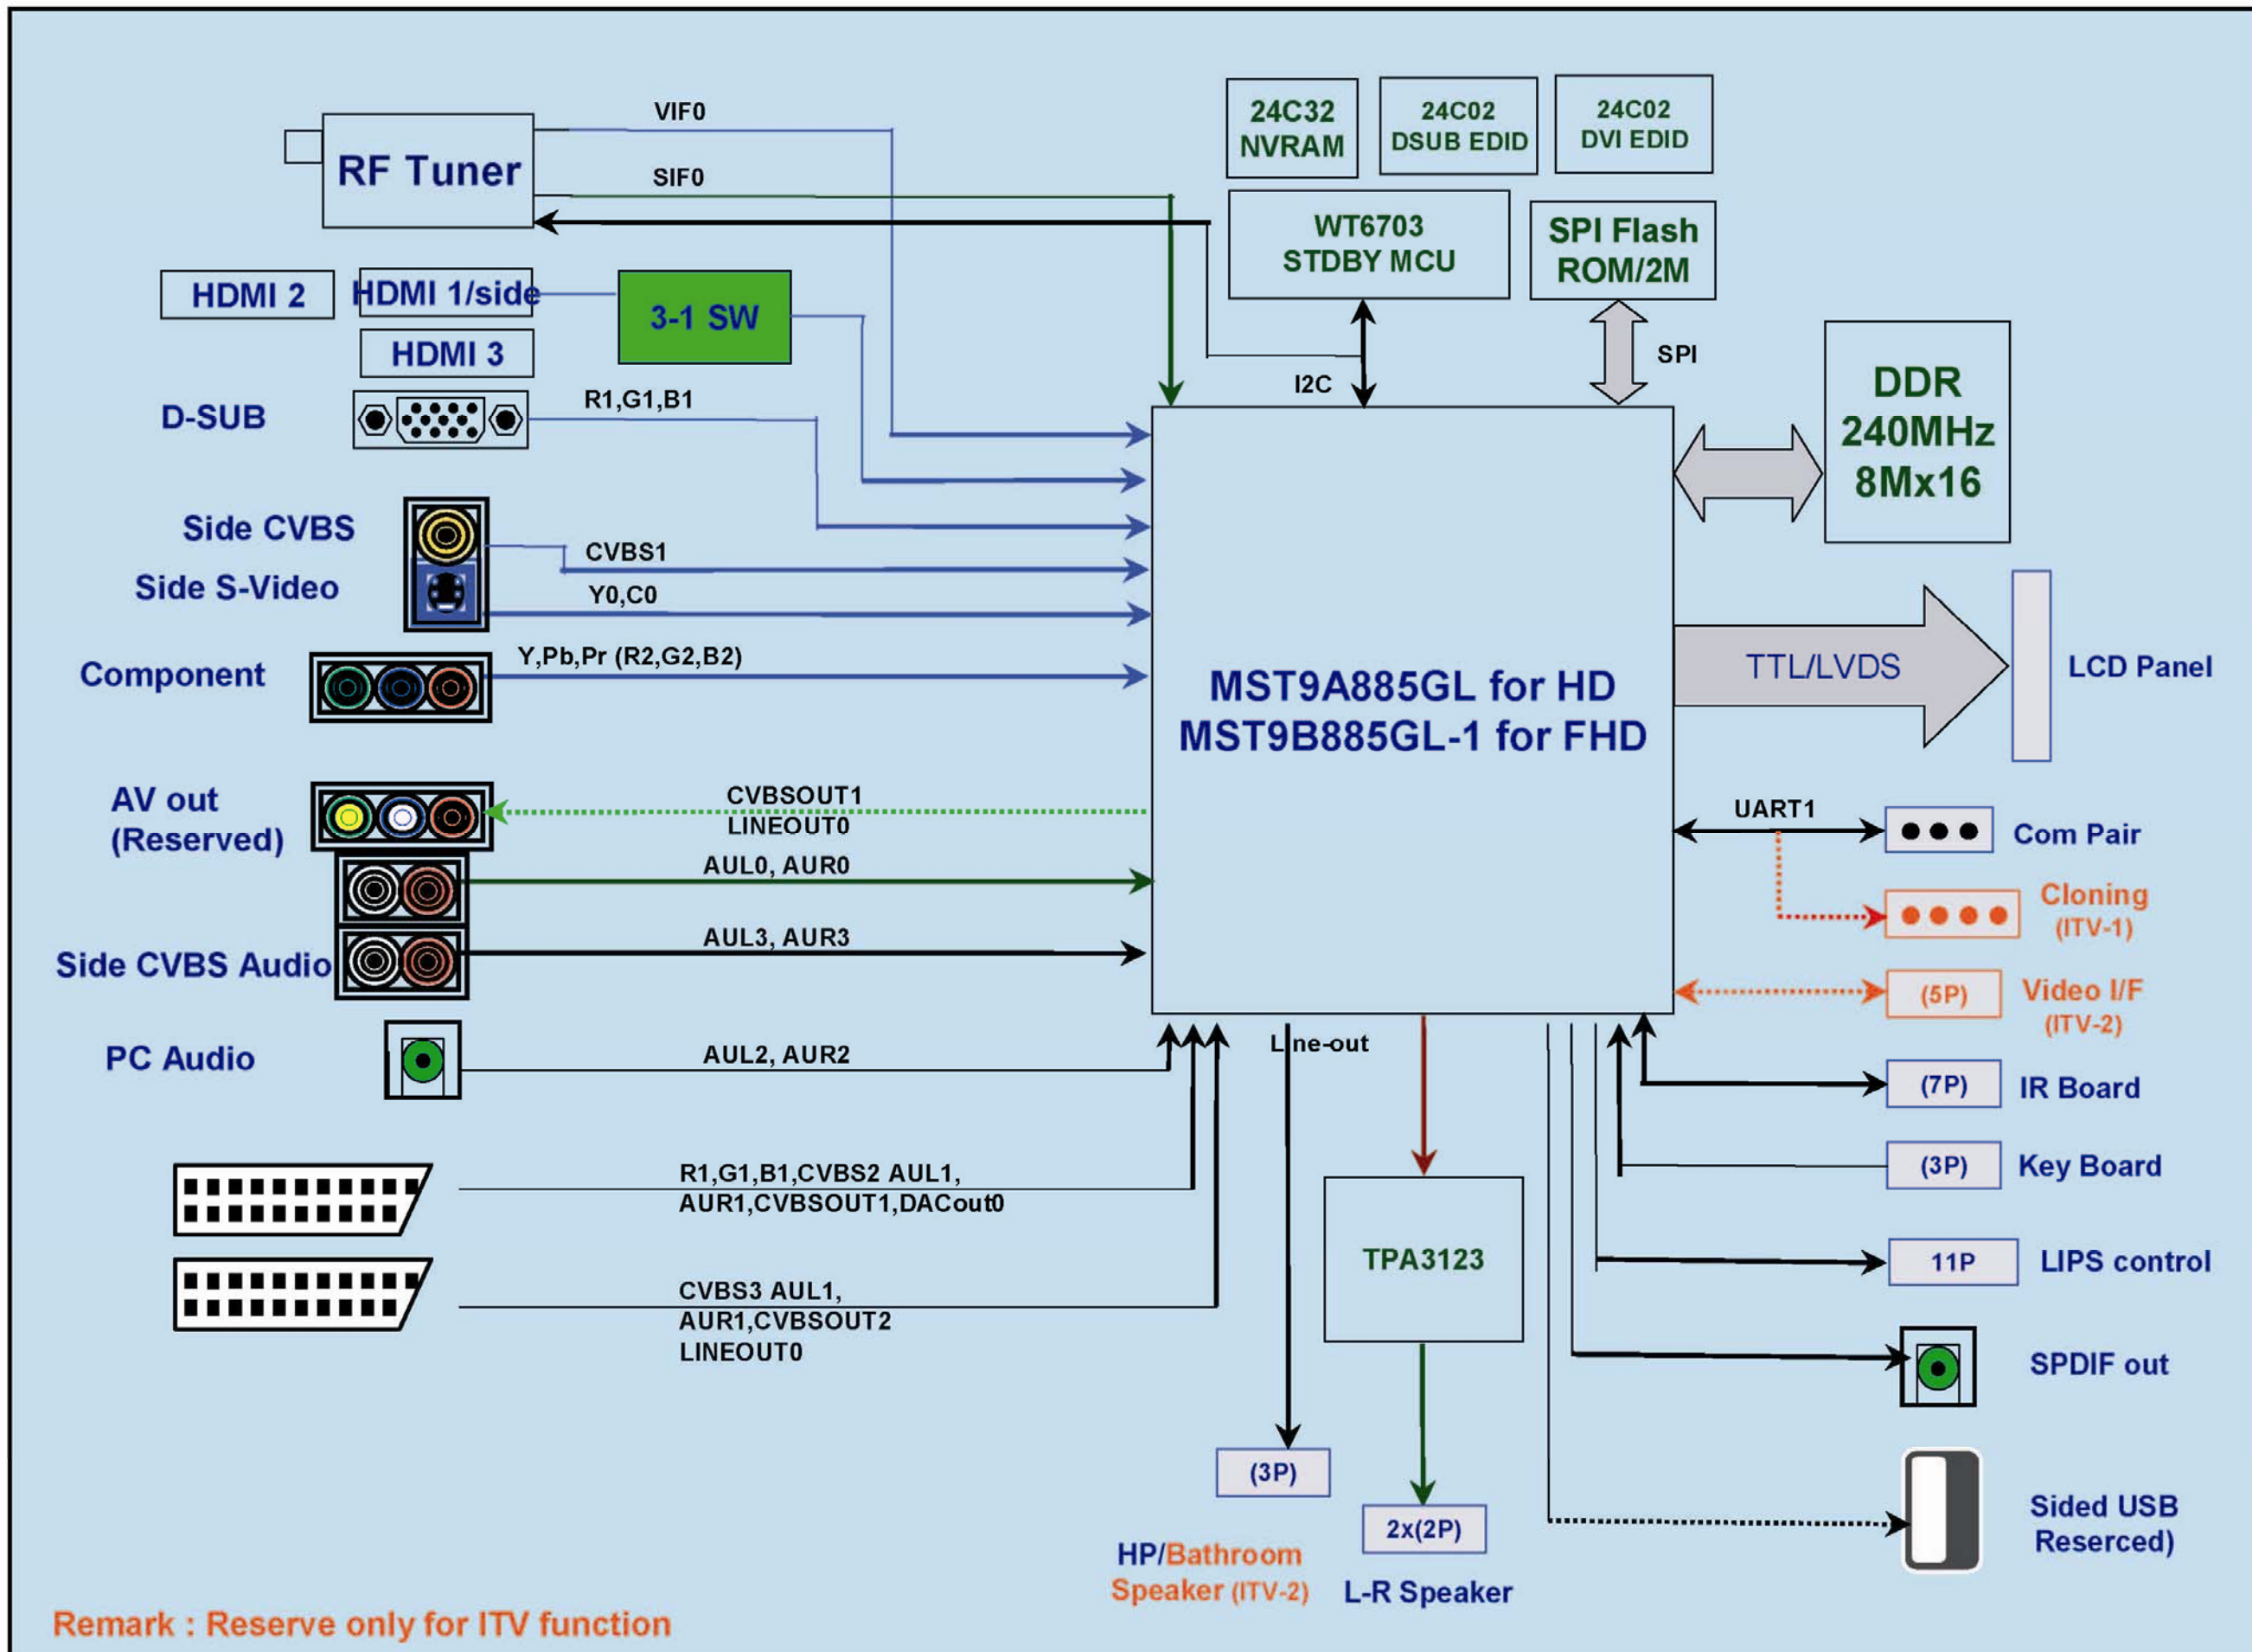 VIF0
RF Tuner
SIF0
24C32
NVRAM
24C02
DSUB EDID
24C02
DVI EDID
WT6703
STDBY MCU
SPI Flash
ROM/2M
HDMI 2
HDMI 1/side
3-1 SW
HDMI 3
I2C
SPI
DDR
240MHz
8Mx16
D-SUB
R1,G1,B1
Side CVBS
CVBS1
Side S-Video
Y0,C0
Component
Y,Pb,Pr (R2,G2,B2)
MST9A885GL for HD
MST9B885GL-1 for FHD
TTL/LVDS
LCD Panel
AV out
(Reserved)
CVBSOUT1
LINEOUT0
AUL0, AUR0
Side CVBS Audio
AUL3, AUR3
PC Audio
AUL2, AUR2
UART1
Com Pair
Cloning
(ITV-1)
(5P)
Video I/F
(ITV-2)
(7P)
IR Board
(3P)
Key Board
11P
LIPS control
SPDIF out
Sided USB
Reserced)
Line-out
R1,G1,B1,CVBS2 AUL1,
AUR1,CVBSOUT1,DACout0
CVBS3 AUL1,
AUR1,CVBSOUT2
LINEOUT0
TPA3123
(3P)
2x(2P)
HP/Bathroom
Speaker (ITV-2)
L-R Speaker
Remark : Reserve only for ITV function